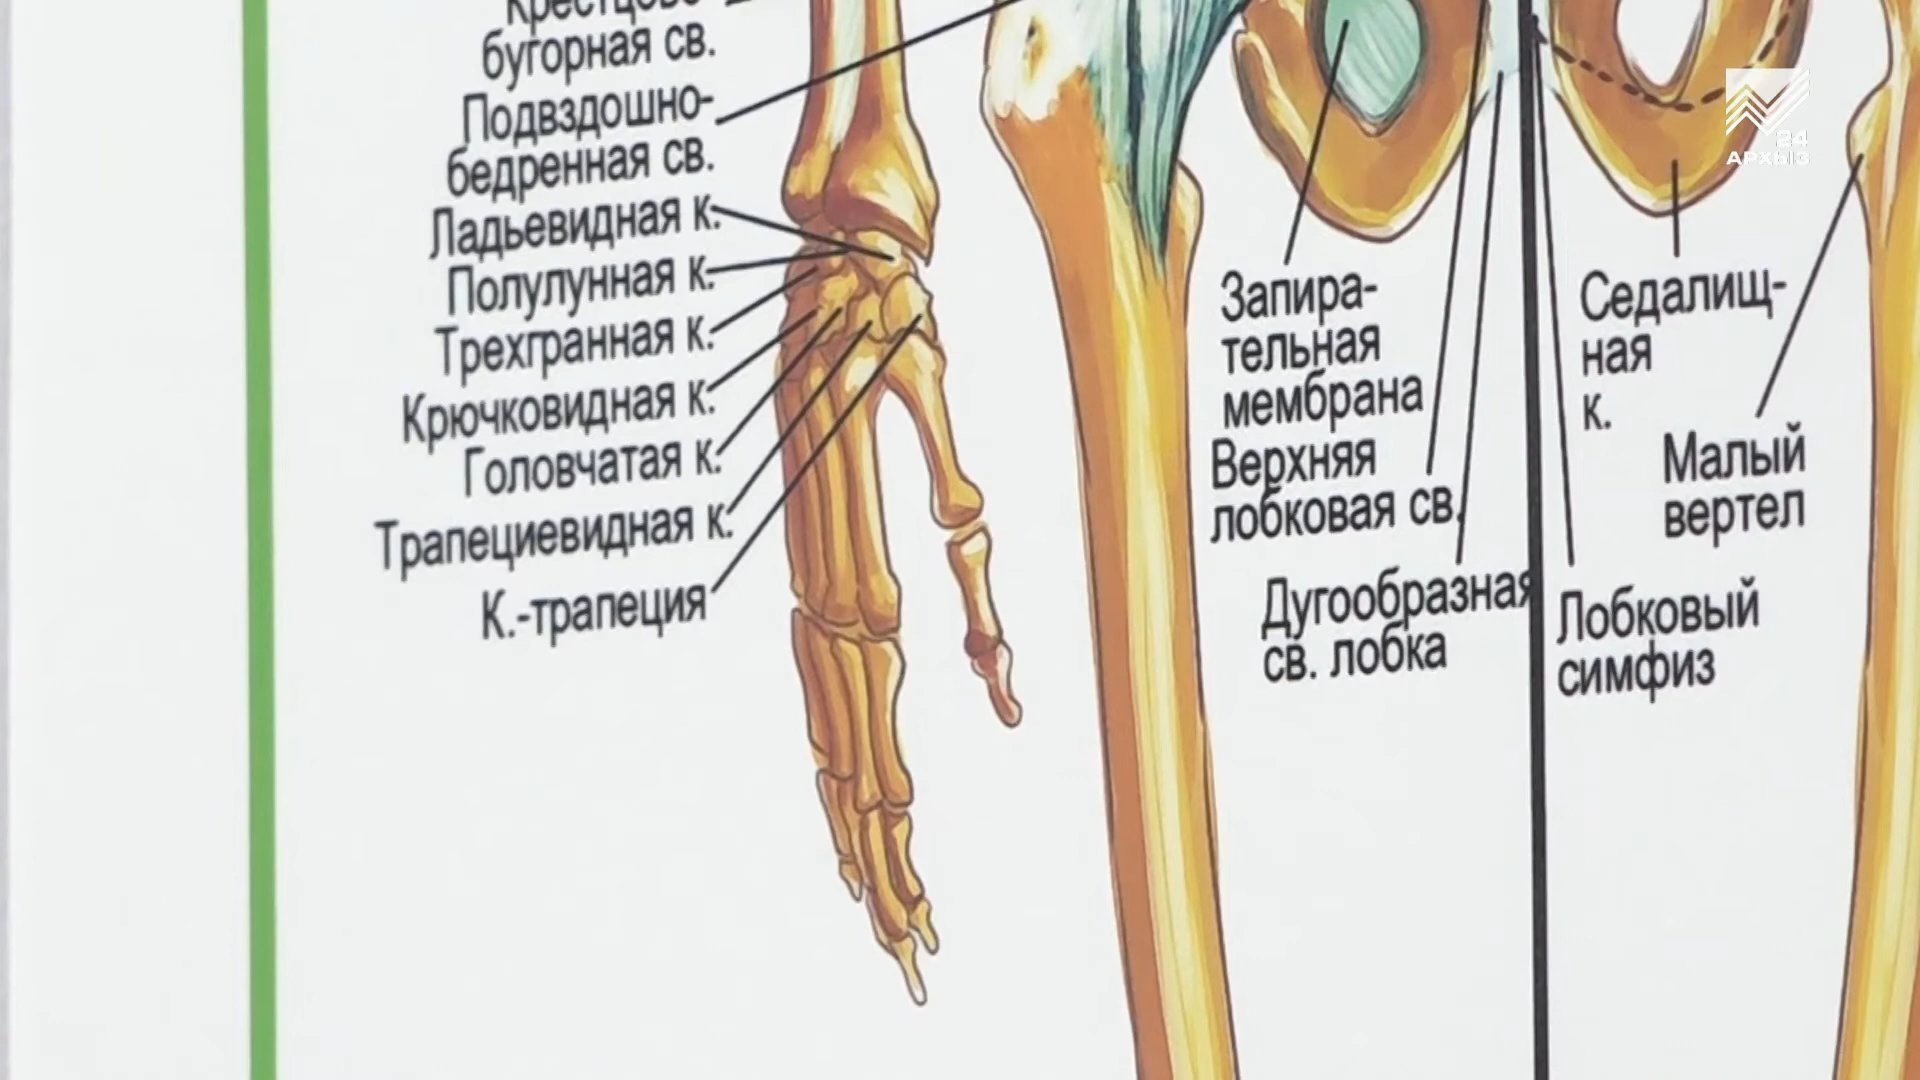 Крестцово-
бугорная св.
Подвздошно-
бедренная св.
Ладьевидная к.
Полулунная к.
Трехгранная к.
Крючковидная к.
Головчатая к.
Трапециевидная к.
К.-трапеция
Запира-
тельная
мембрана
Верхняя
лобковая св.
Дугообразная
св. лобка
Седалищ-
ная
к.
Малый
вертел
Лобковый
симфиз
24
АРХЫЗ